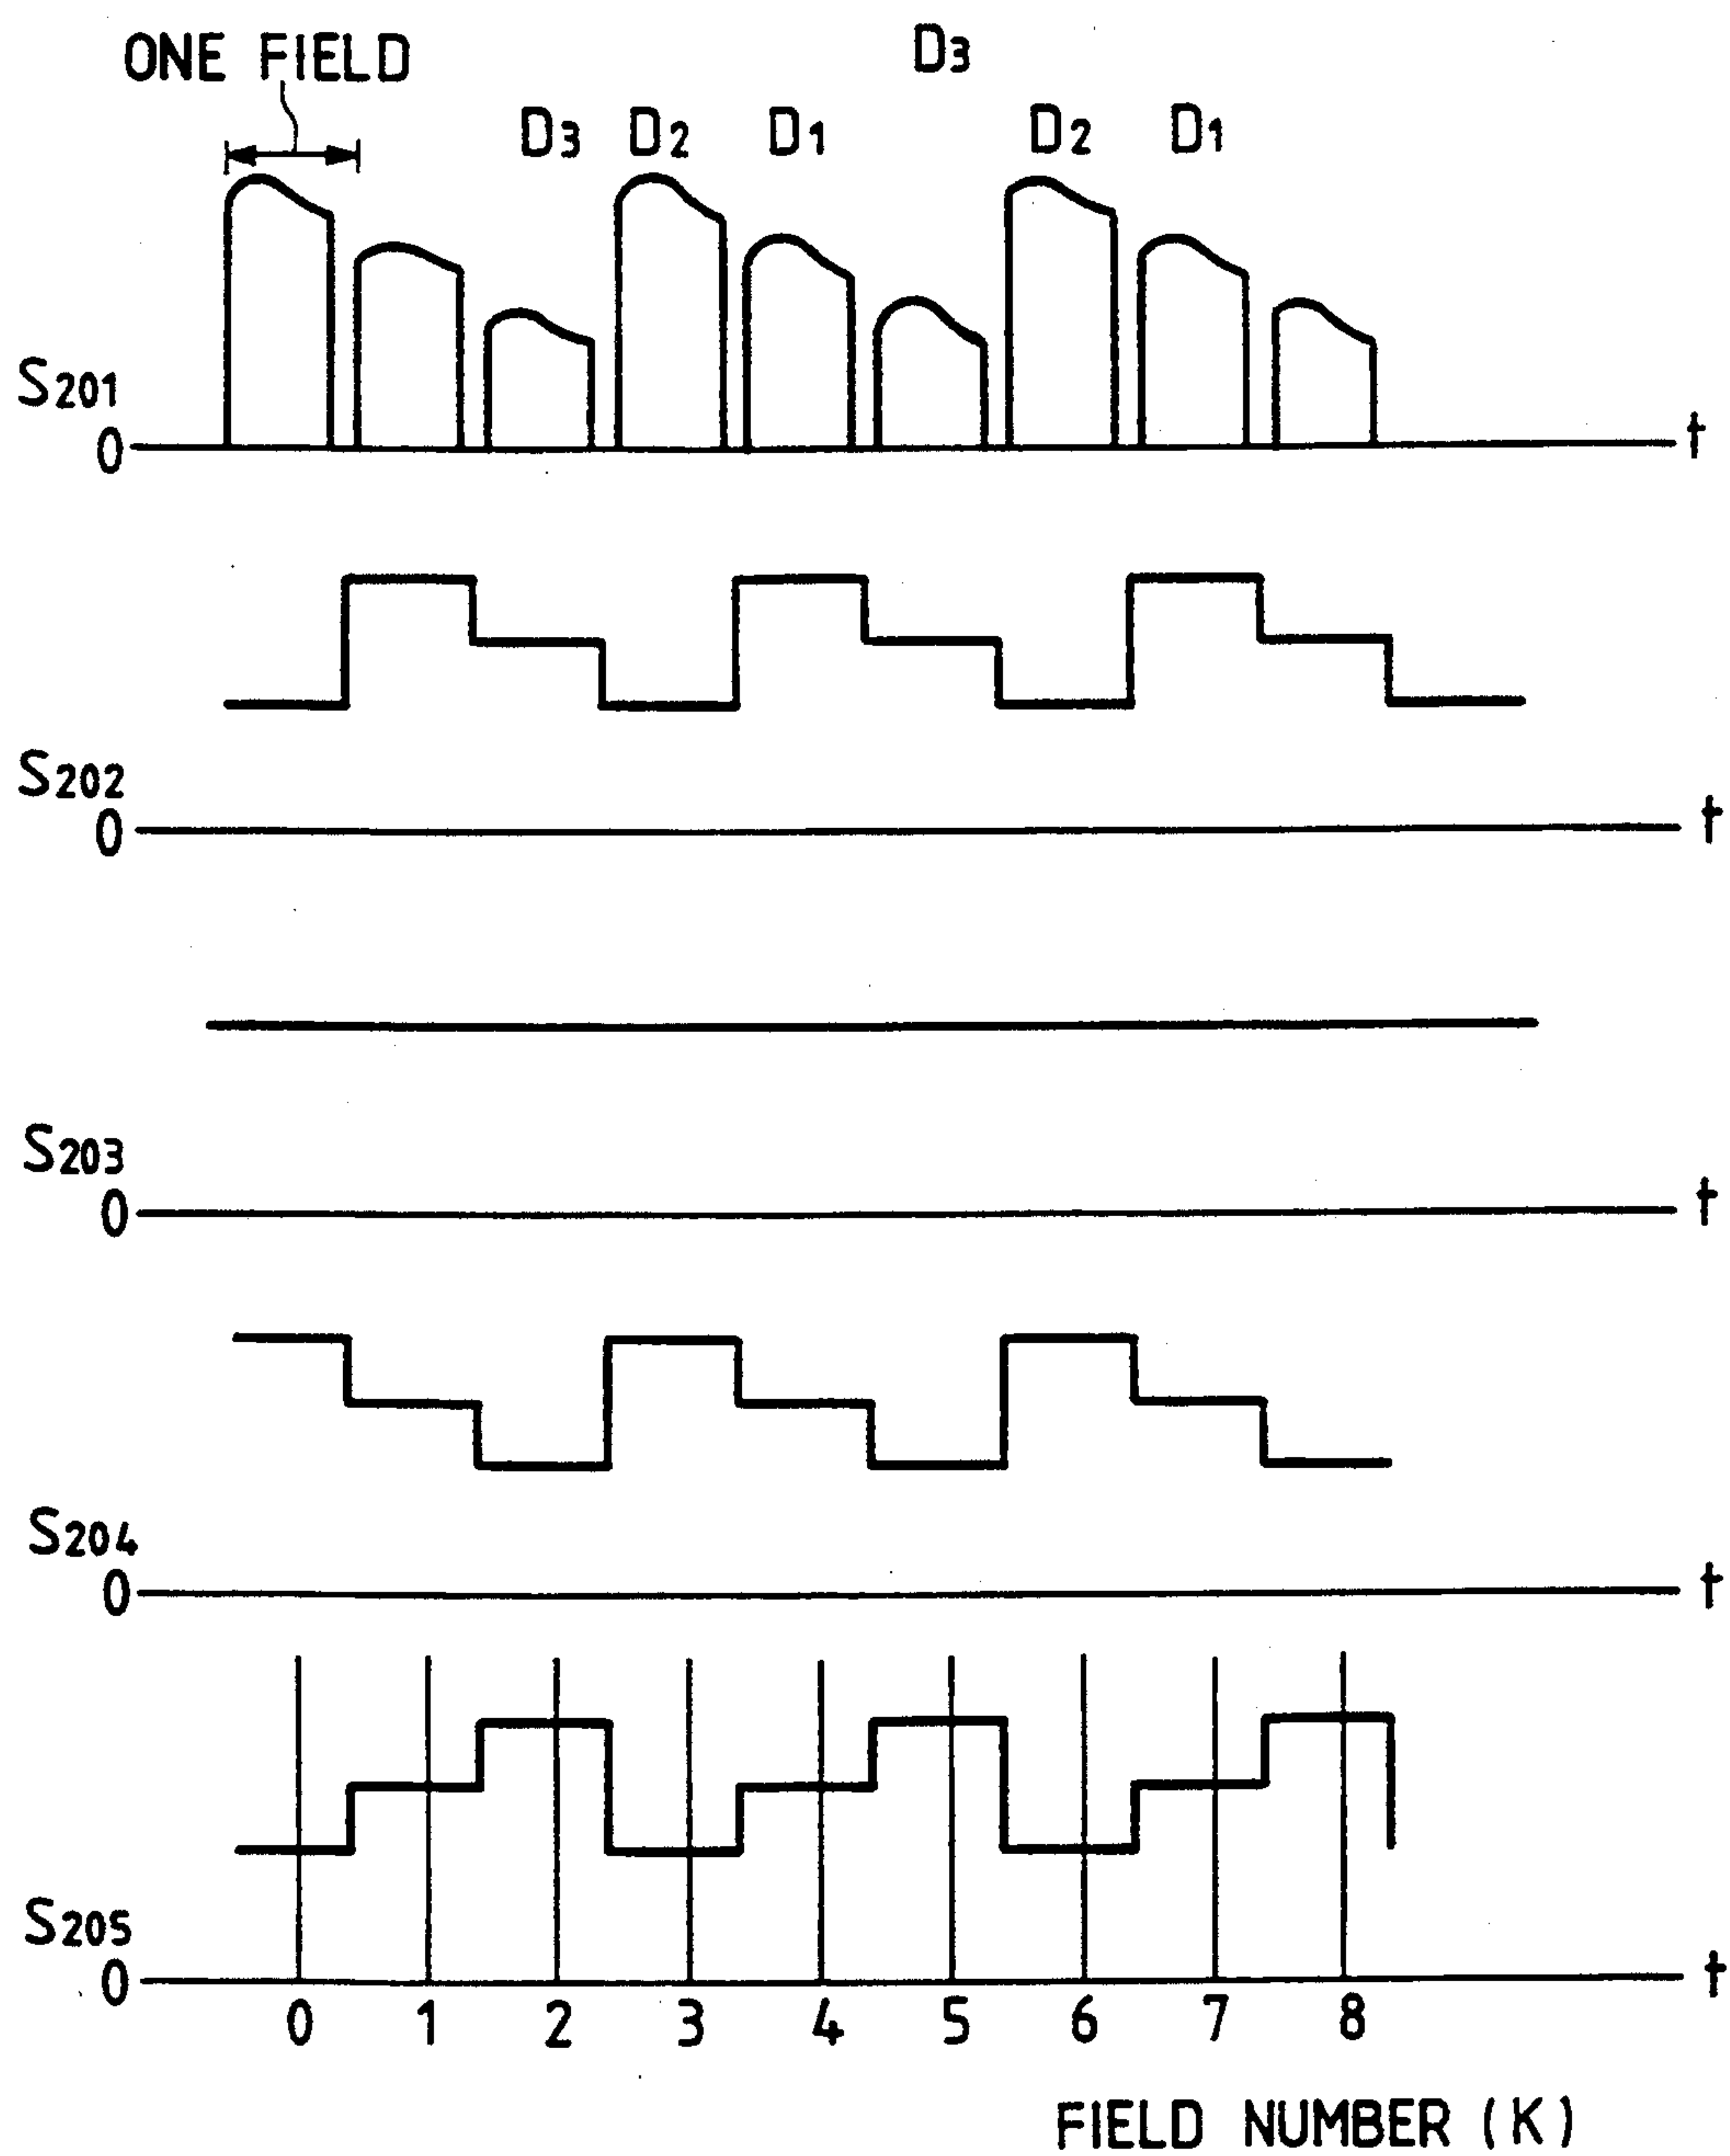 D3
ONE FIELD
D3 D2 D1 D2 D1
S201
0 t
S202
0 t
S203
0 t
S204
0 t
S205
0 t
0 1 2 3 4 5 6 7 8
FIELD NUMBER (K)